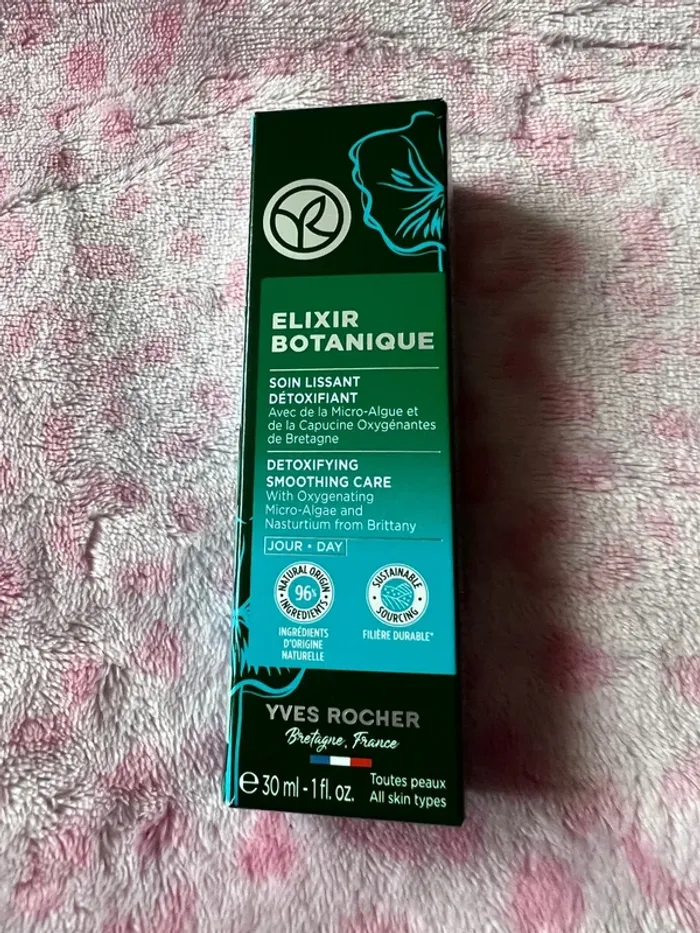 ELIXIR
BOTANIQUE
SOIN LISSANT
DÉTOXIFIANT
Avec de la Micro-Algue et
de la Capucine Oxygénantes
de Bretagne
DETOXIFYING
SMOOTHING CARE
With Oxygenating
Micro-Algae and
Nasturtium from Brittany
JOUR • DAY
NATURAL ORIGIN
96%
INGREDIENTS
INGRÉDIENTS
D'ORIGINE
NATURELLE
SUSTAINABLE
SOURCING
FILIÈRE DURABLE*
YVES ROCHER
Bretagne, France
e 30 ml - 1 fl. oz.
Toutes peaux
All skin types